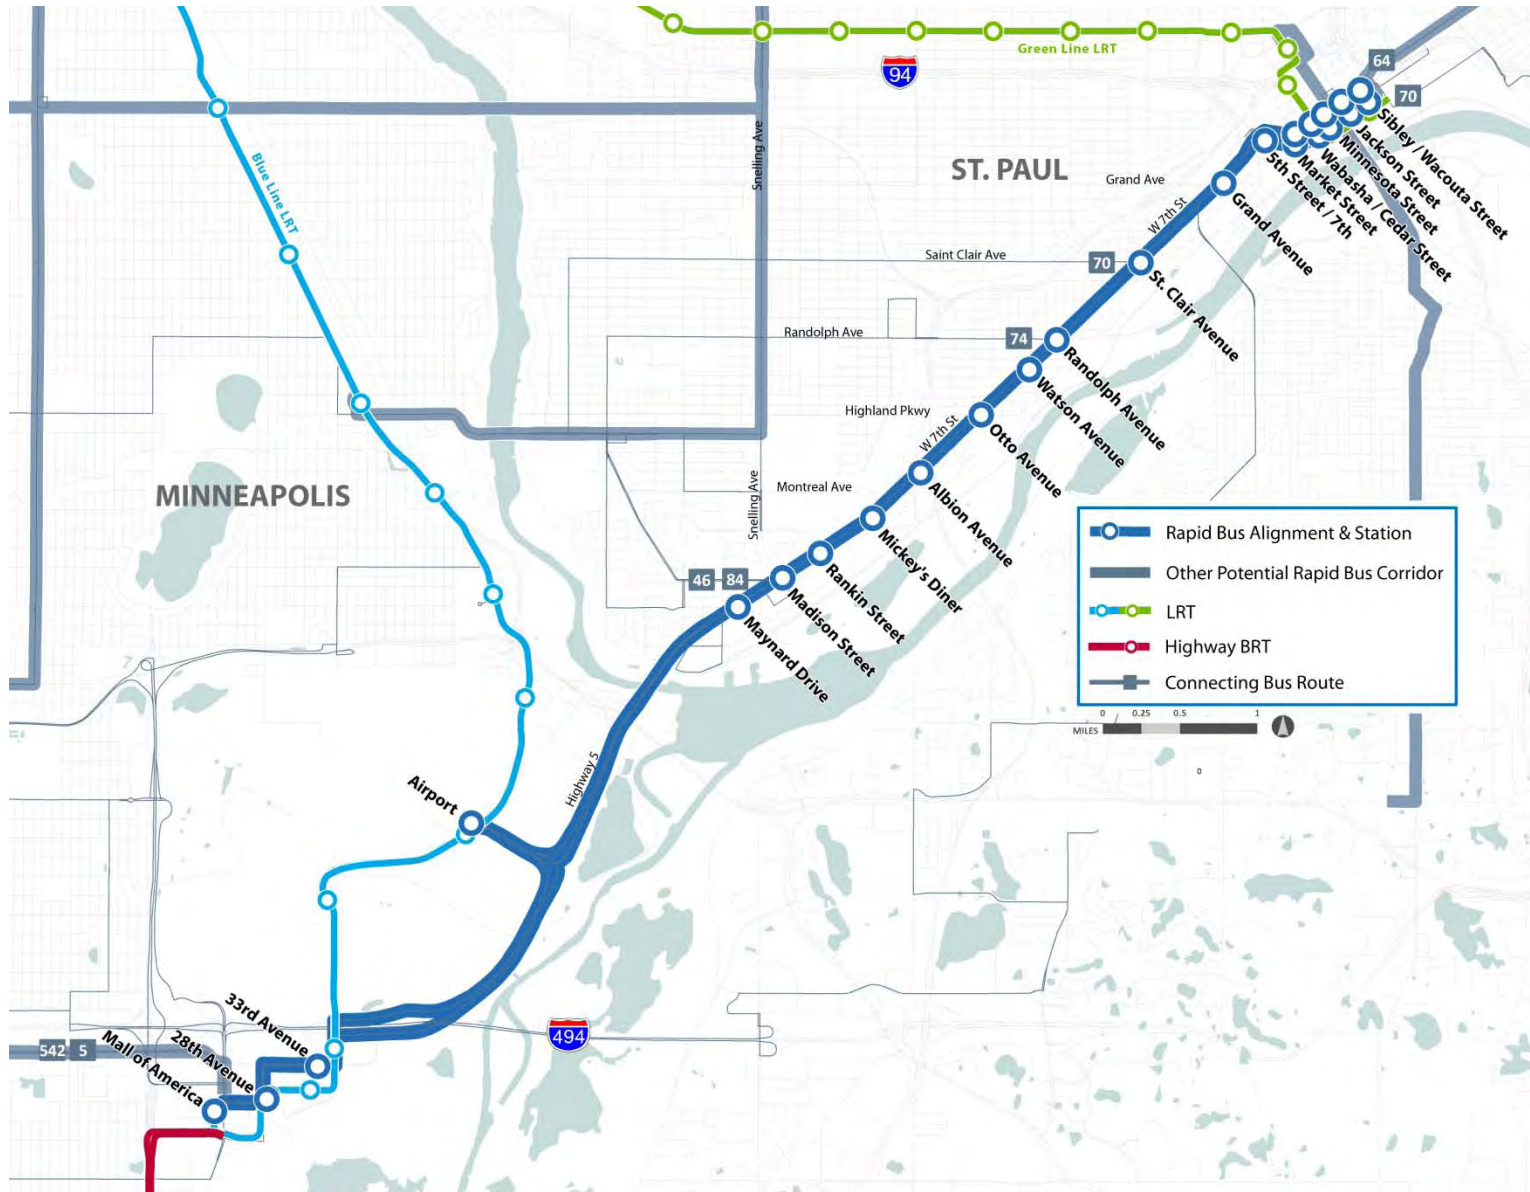 Green Line LRT
94
64
70
Snelling Ave
Blue Line LRT
ST. PAUL
Grand Ave
W 7th St
Sibley / Wacouta Street
Jackson Street
Minnesota Street
Wabasha / Cedar Street
Market Street
5th Street / 7th
Grand Avenue
Saint Clair Ave
70
St. Clair Avenue
Randolph Ave
74
Randolph Avenue
Watson Avenue
Highland Pkwy
W 7th St
Otto Avenue
MINNEAPOLIS
Montreal Ave
Snelling Ave
Albion Avenue
Mickey's Diner
Rankin Street
46
84
Madison Street
Maynard Drive
Rapid Bus Alignment & Station
Other Potential Rapid Bus Corridor
LRT
Highway BRT
Connecting Bus Route
0 0.25 0.5 1
MILES
0
Highway 5
Airport
494
33rd Avenue
28th Avenue
Mall of America
542
5